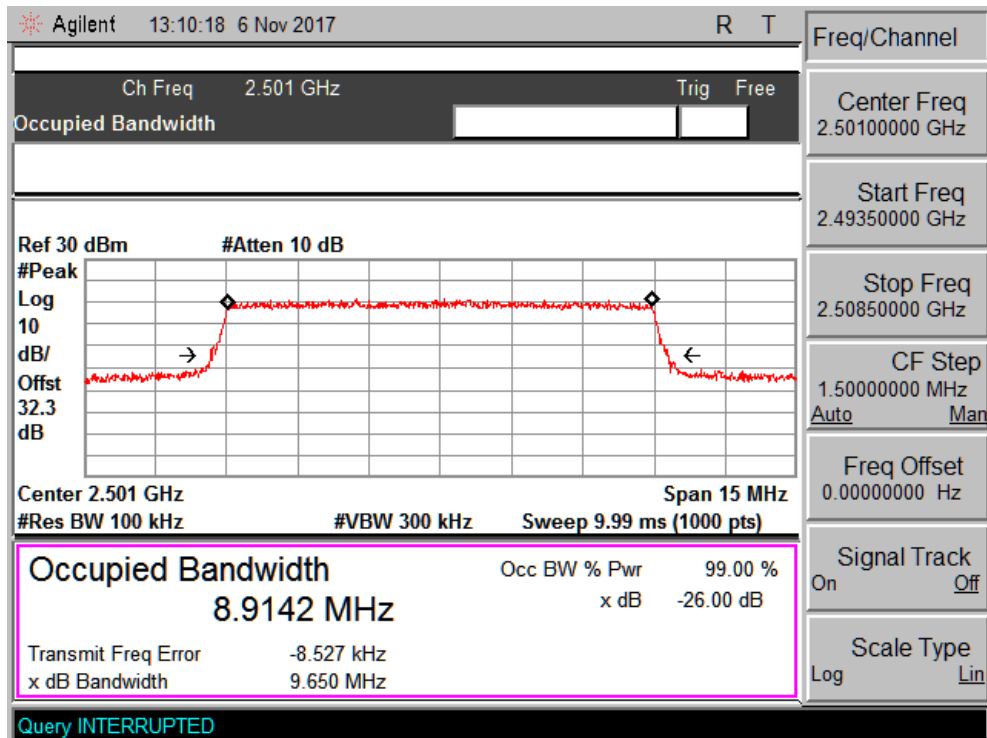 Agilent 13:10:18 6 Nov 2017 R T
Ch Freq 2.501 GHz Trig Free
Occupied Bandwidth
Ref 30 dBm #Atten 10 dB
#Peak
Log
10
dB/
Offst
32.3
dB
Center 2.501 GHz Span 15 MHz
#Res BW 100 kHz #VBW 300 kHz Sweep 9.99 ms (1000 pts)
Occupied Bandwidth
8.9142 MHz
Occ BW % Pwr 99.00 %
x dB -26.00 dB
Transmit Freq Error -8.527 kHz
x dB Bandwidth 9.650 MHz
Query INTERRUPTED
Freq/Channel
Center Freq
2.50100000 GHz
Start Freq
2.49350000 GHz
Stop Freq
2.50850000 GHz
CF Step
1.50000000 MHz
Auto Man
Freq Offset
0.00000000 Hz
Signal Track
On Off
Scale Type
Log Lin